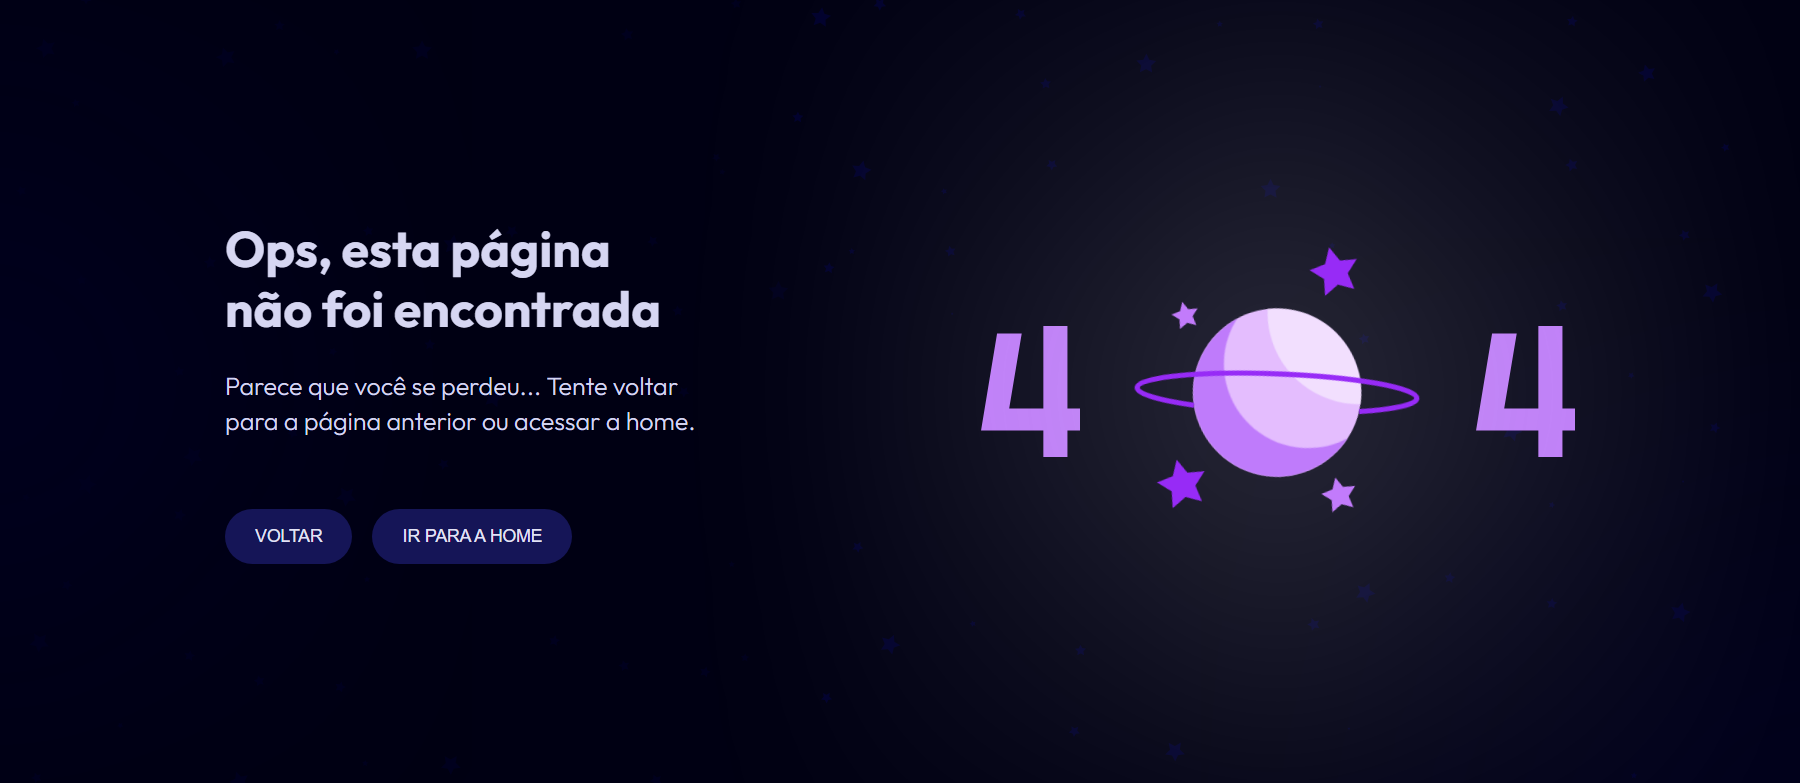 Ops, esta página
não foi encontrada
Parece que você se perdeu... Tente voltar
para a página anterior ou acessar a home.
VOLTAR
IR PARA A HOME
4 4